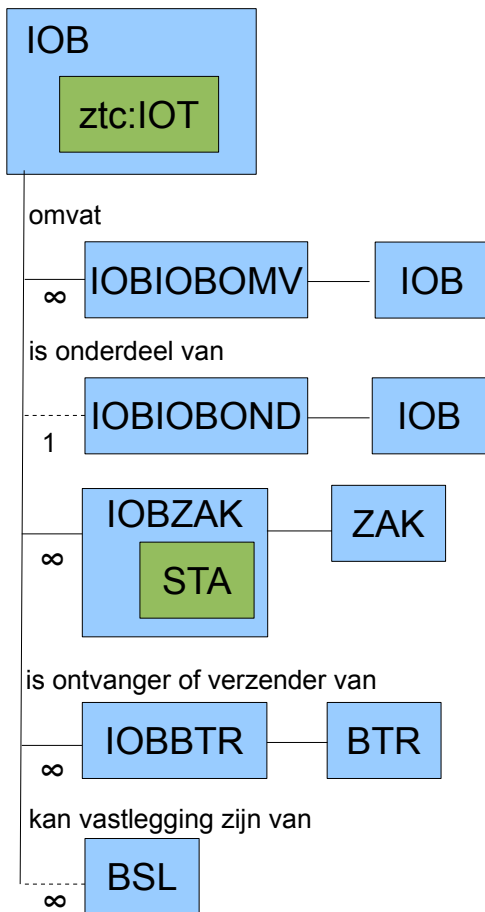 IOB
ztc:IOT
omvat
IOBIOBOMV
IOB
∞
is onderdeel van
IOBIOBOND
IOB
1
IOBZAK
ZAK
∞
STA
is ontvanger of verzender van
IOBBTR
BTR
∞
kan vastlegging zijn van
BSL
∞